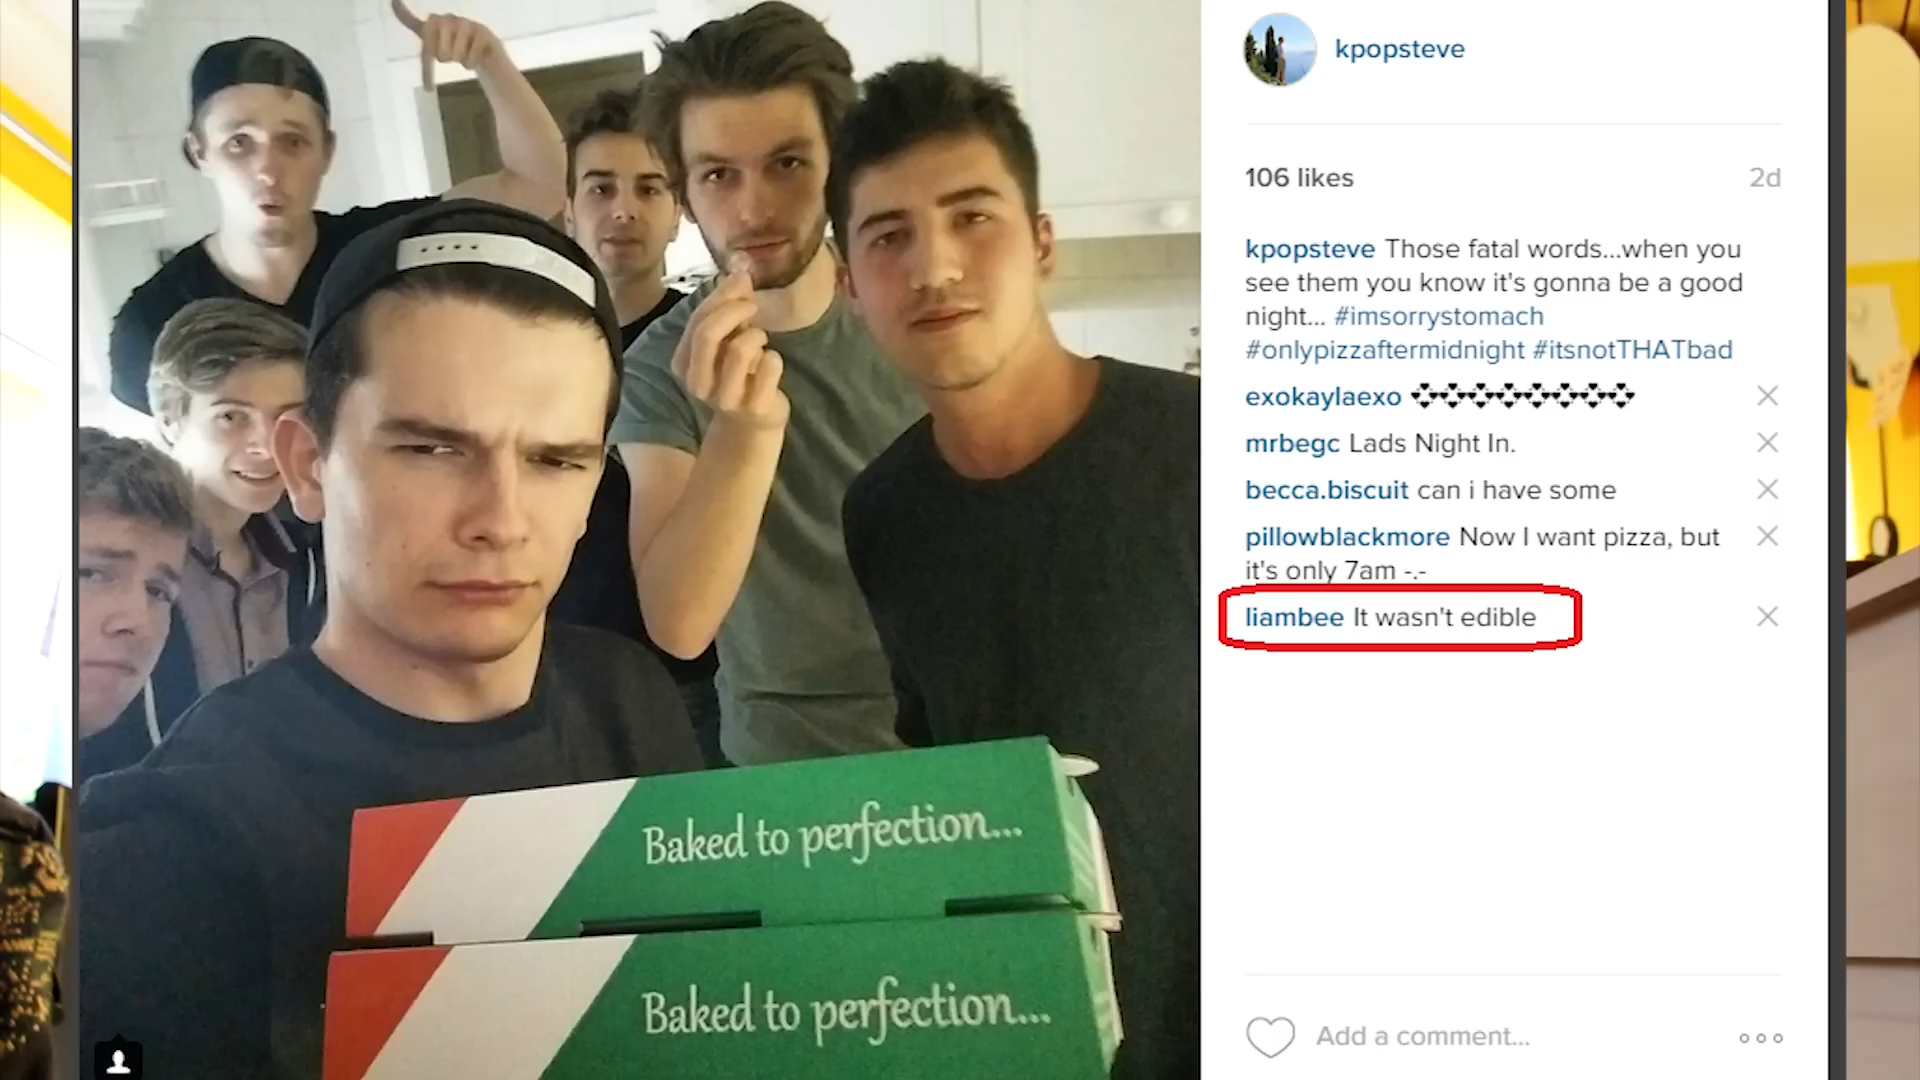 kpopsteve
106 likes
2d
kpopsteve Those fatal words...when you
see them you know it's gonna be a good
night... #imsorrystomach
#onlypizzaaftermidnight #itsnotTHATbad
exokaylaexo
mrbegc Lads Night In.
becca.biscuit can i have some
pillowblackmore Now I want pizza, but
it's only 7am -.-
liambee It wasn't edible
Baked to perfection...
Baked to perfection...
Add a comment...